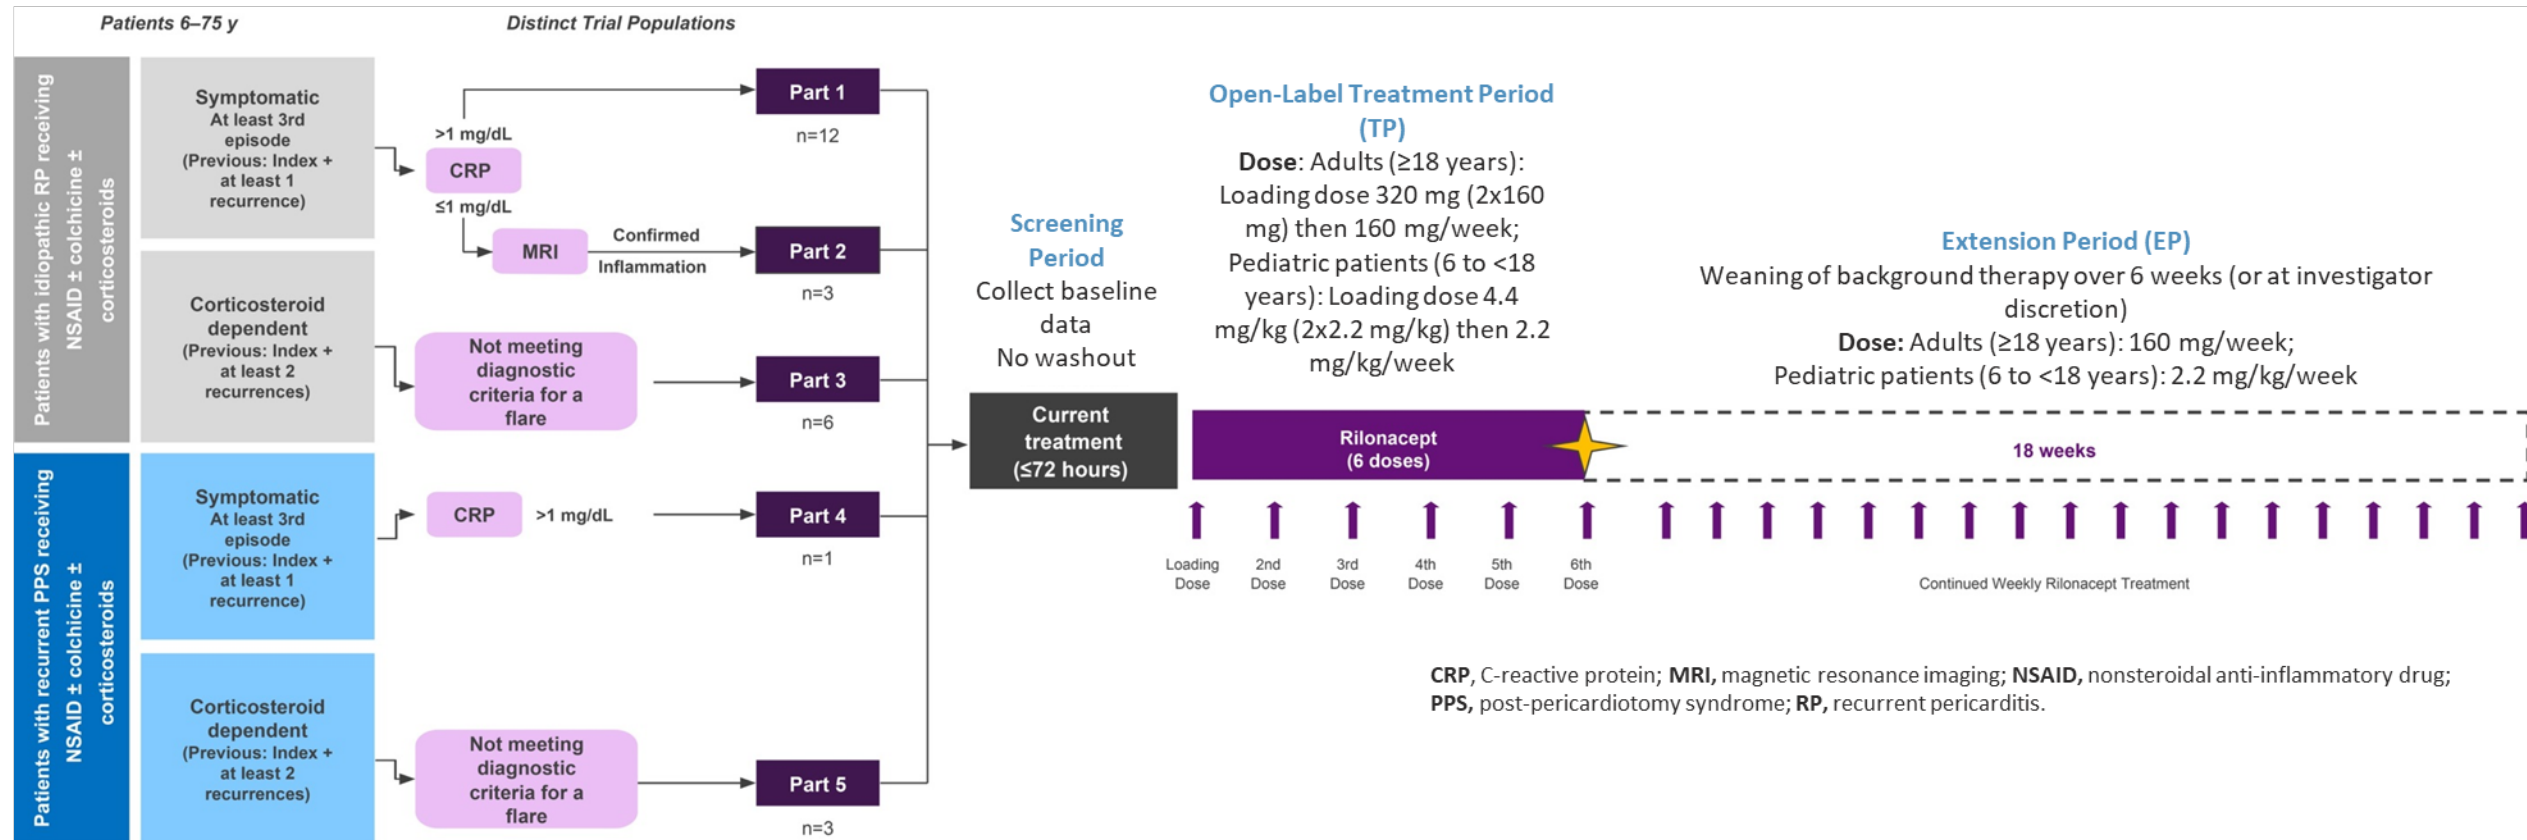 Patients 6–75 y
Distinct Trial Populations
Patients with idiopathic RP receiving
NSAID ± colchicine ±
corticosteroids
Symptomatic
At least 3rd
episode
(Previous: Index +
at least 1
recurrence)
>1 mg/dL
CRP
≤1 mg/dL
MRI
Confirmed
Inflammation
Part 1
n=12
Part 2
n=3
Corticosteroid
dependent
(Previous: Index +
at least 2
recurrences)
Not meeting
diagnostic
criteria for a
flare
Part 3
n=6
Patients with recurrent PPS receiving
NSAID ± colchicine ±
corticosteroids
Symptomatic
At least 3rd
episode
(Previous: Index +
at least 1
recurrence)
CRP
>1 mg/dL
Part 4
n=1
Corticosteroid
dependent
(Previous: Index +
at least 2
recurrences)
Not meeting
diagnostic
criteria for a
flare
Part 5
n=3
Screening
Period
Collect baseline
data
No washout
Current
treatment
(≤72 hours)
Open-Label Treatment Period
(TP)
Dose: Adults (≥18 years):
Loading dose 320 mg (2x160
mg) then 160 mg/week;
Pediatric patients (6 to <18
years): Loading dose 4.4
mg/kg (2x2.2 mg/kg) then 2.2
mg/kg/week
Rilonacept
(6 doses)
Loading
Dose
2nd
Dose
3rd
Dose
4th
Dose
5th
Dose
6th
Dose
Extension Period (EP)
Weaning of background therapy over 6 weeks (or at investigator
discretion)
Dose: Adults (≥18 years): 160 mg/week;
Pediatric patients (6 to <18 years): 2.2 mg/kg/week
18 weeks
Continued Weekly Rilonacept Treatment
CRP, C-reactive protein; MRI, magnetic resonance imaging; NSAID, nonsteroidal anti-inflammatory drug;
PPS, post-pericardiotomy syndrome; RP, recurrent pericarditis.